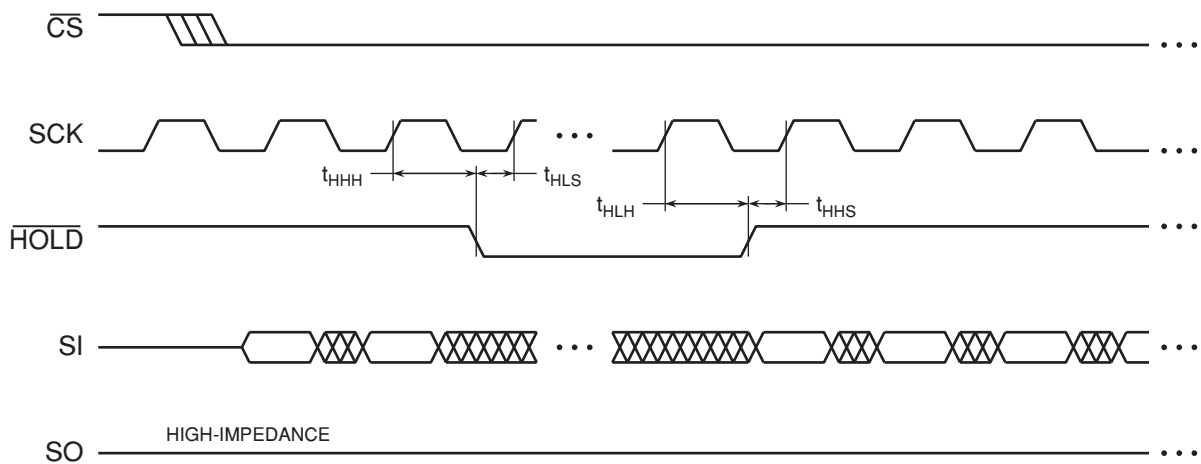 CS
SCK
tHHH
tHLS
tHLH
tHHS
HOLD
SI
HIGH-IMPEDANCE
SO